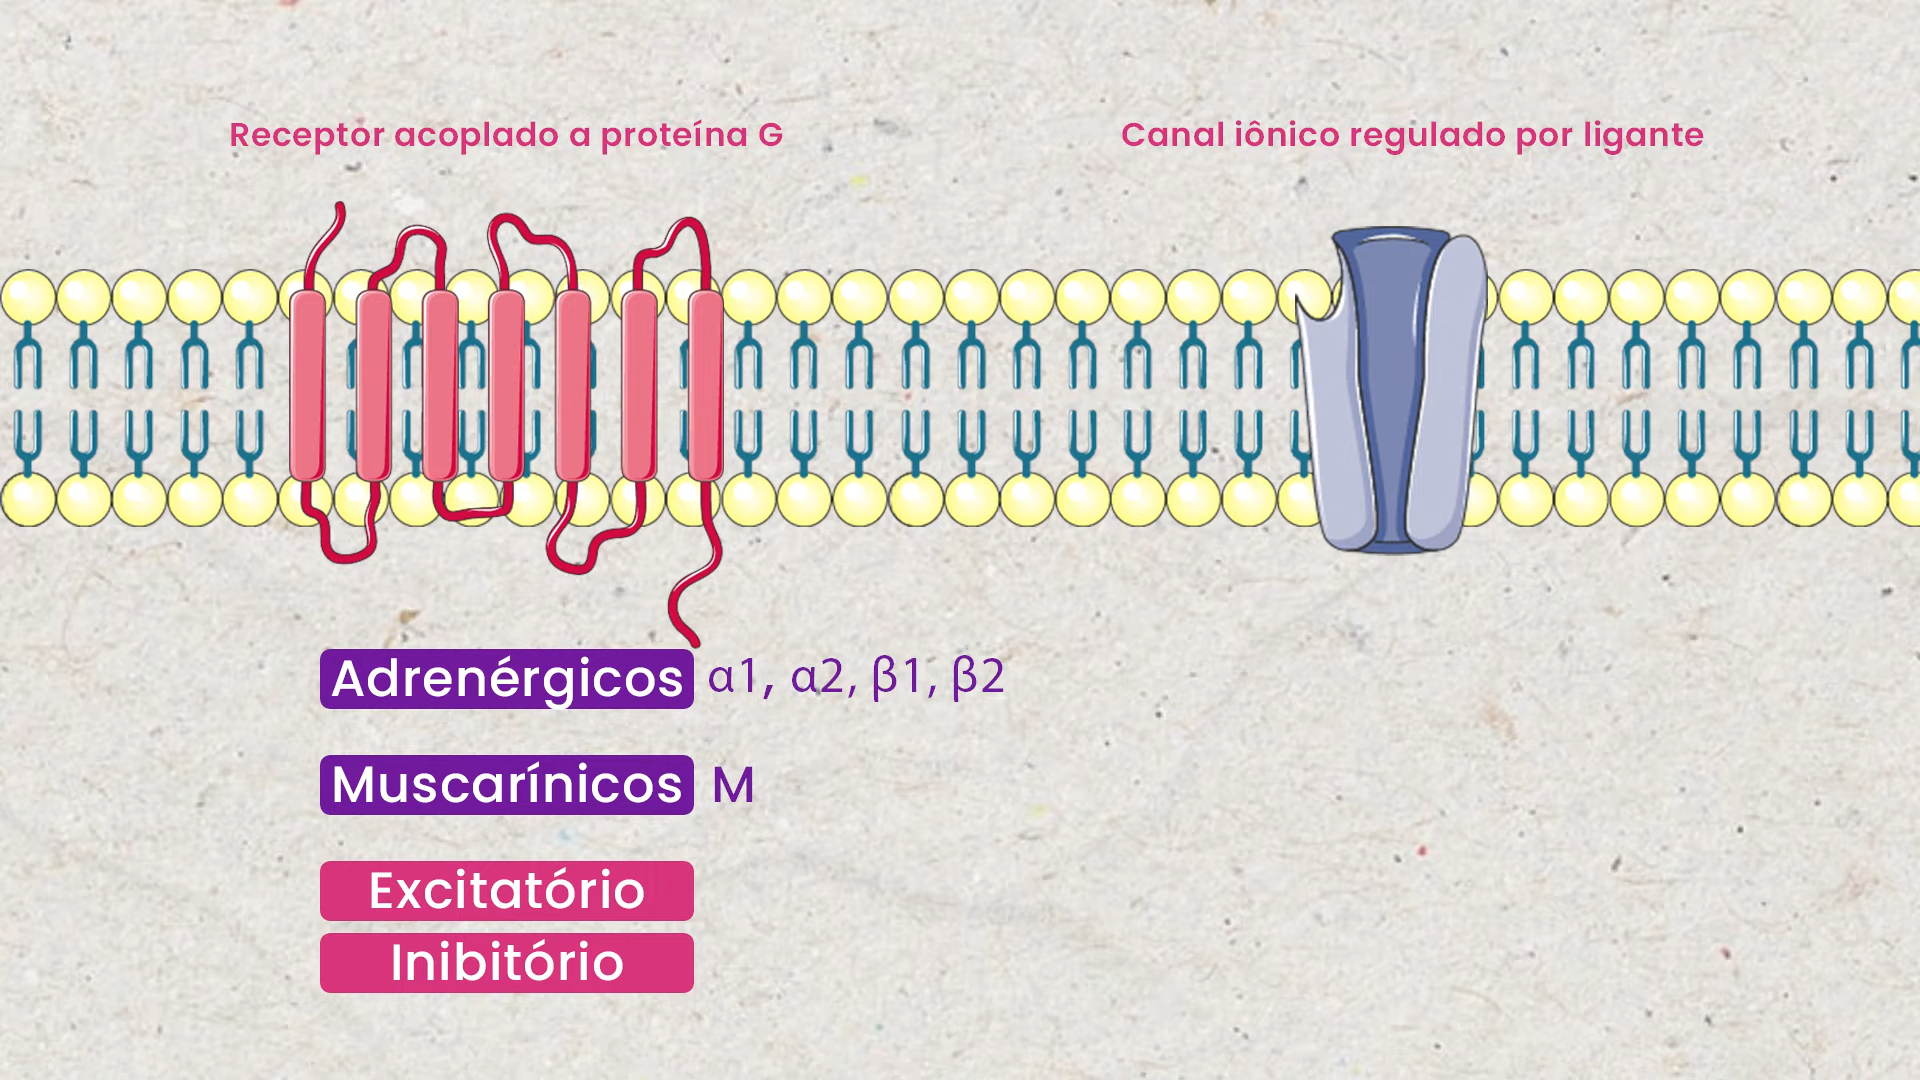 Receptor acoplado a proteína G
Canal iônico regulado por ligante
Adrenérgicos α1, α2, β1, β2
Muscarínicos M
Excitatório
Inibitório